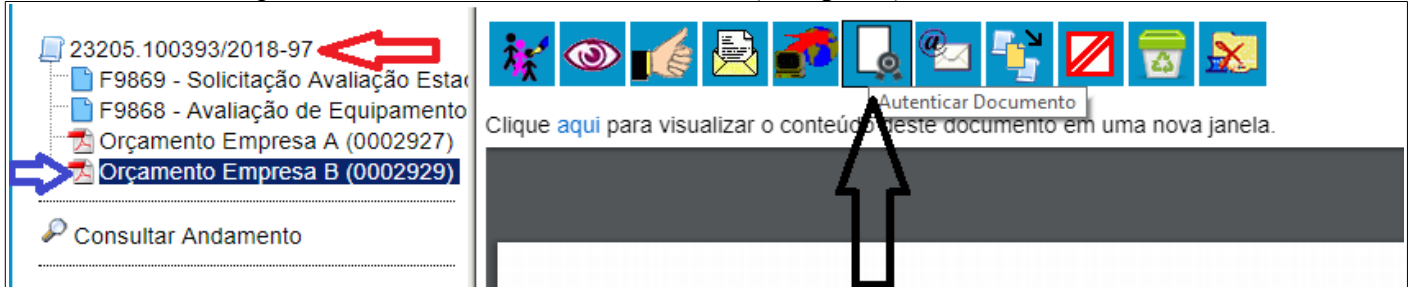 23205.100393/2018-97
F9869 - Solicitação Avaliação Esta
F9868 - Avaliação de Equipamento
Orçamento Empresa A (0002927)
Orçamento Empresa B (0002929)
Consultar Andamento
Autenticar Documento
Clique aqui para visualizar o conteúdo deste documento em uma nova janela.